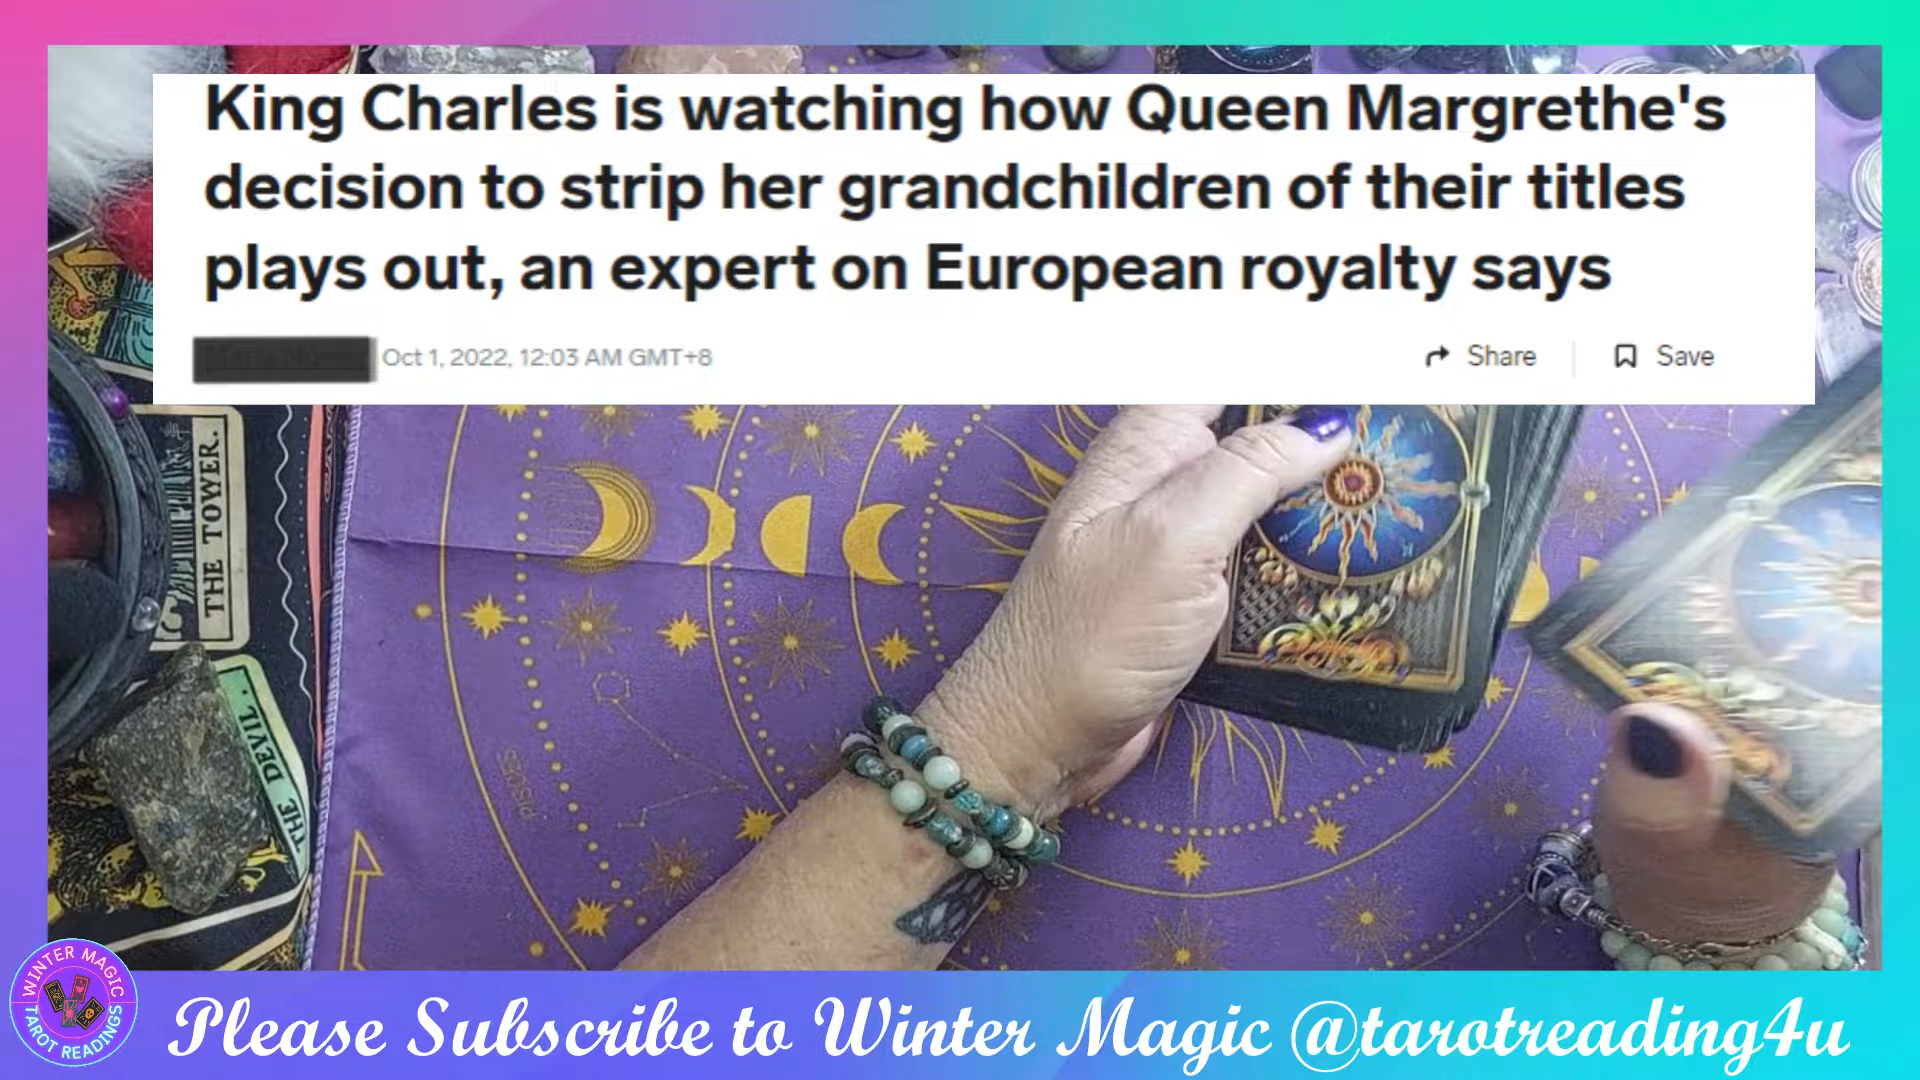 King Charles is watching how Queen Margrethe's
decision to strip her grandchildren of their titles
plays out, an expert on European royalty says
Oct 1, 2022, 12:03 AM GMT+8
Share
Save
THE TOWER.
THE DEVIL.
PISCES
WINTER MAGIC
TAROT READINGS
Please Subscribe to Winter Magic @tarotreading4u